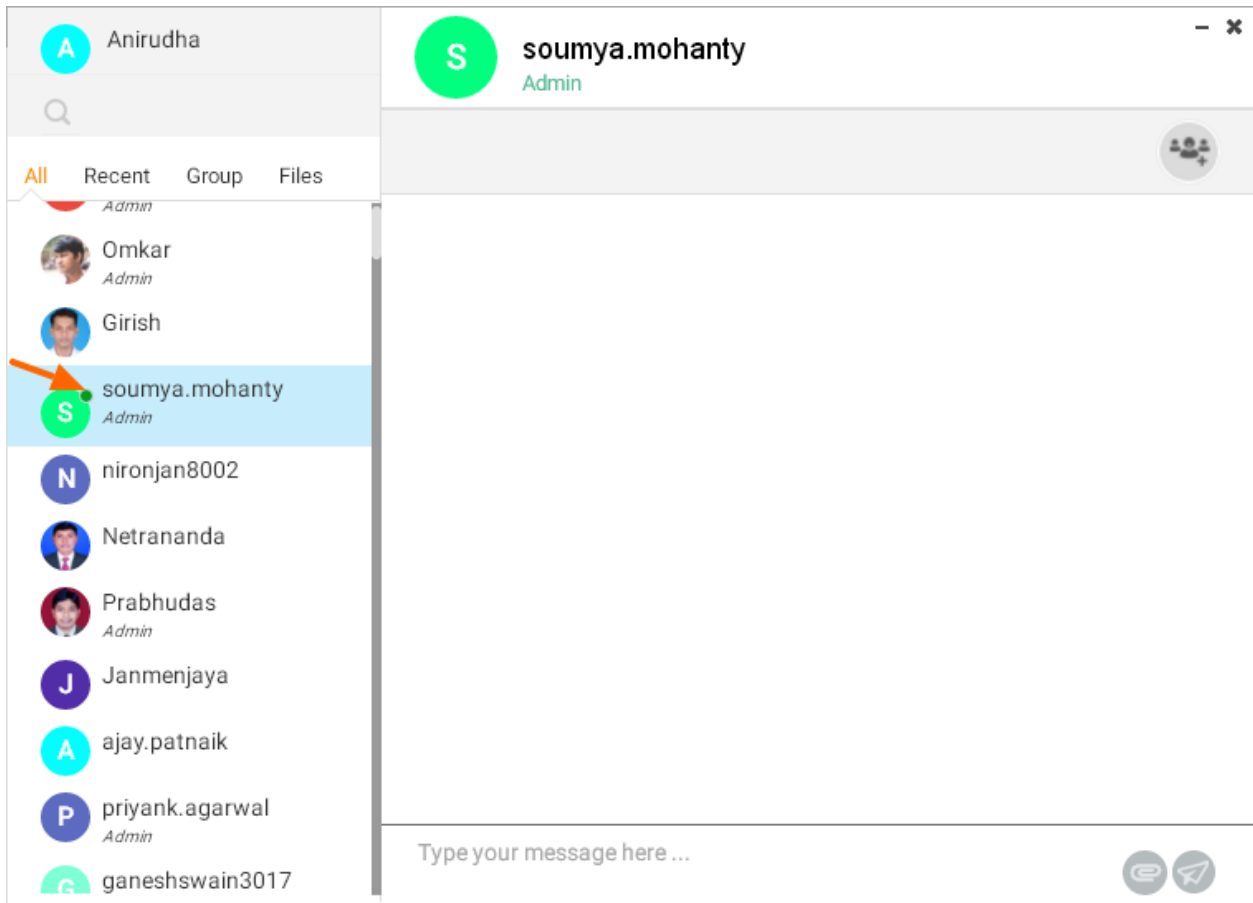 A Anirudha
All Recent Group Files
Admin
Omkar
Admin
Girish
soumya.mohanty
S
Admin
N nironjan8002
Netrananda
Prabhudas
Admin
J Janmenjaya
A ajay.patnaik
P priyank.agarwal
Admin
G ganeshswain3017
S soumya.mohanty
Admin
Type your message here ...